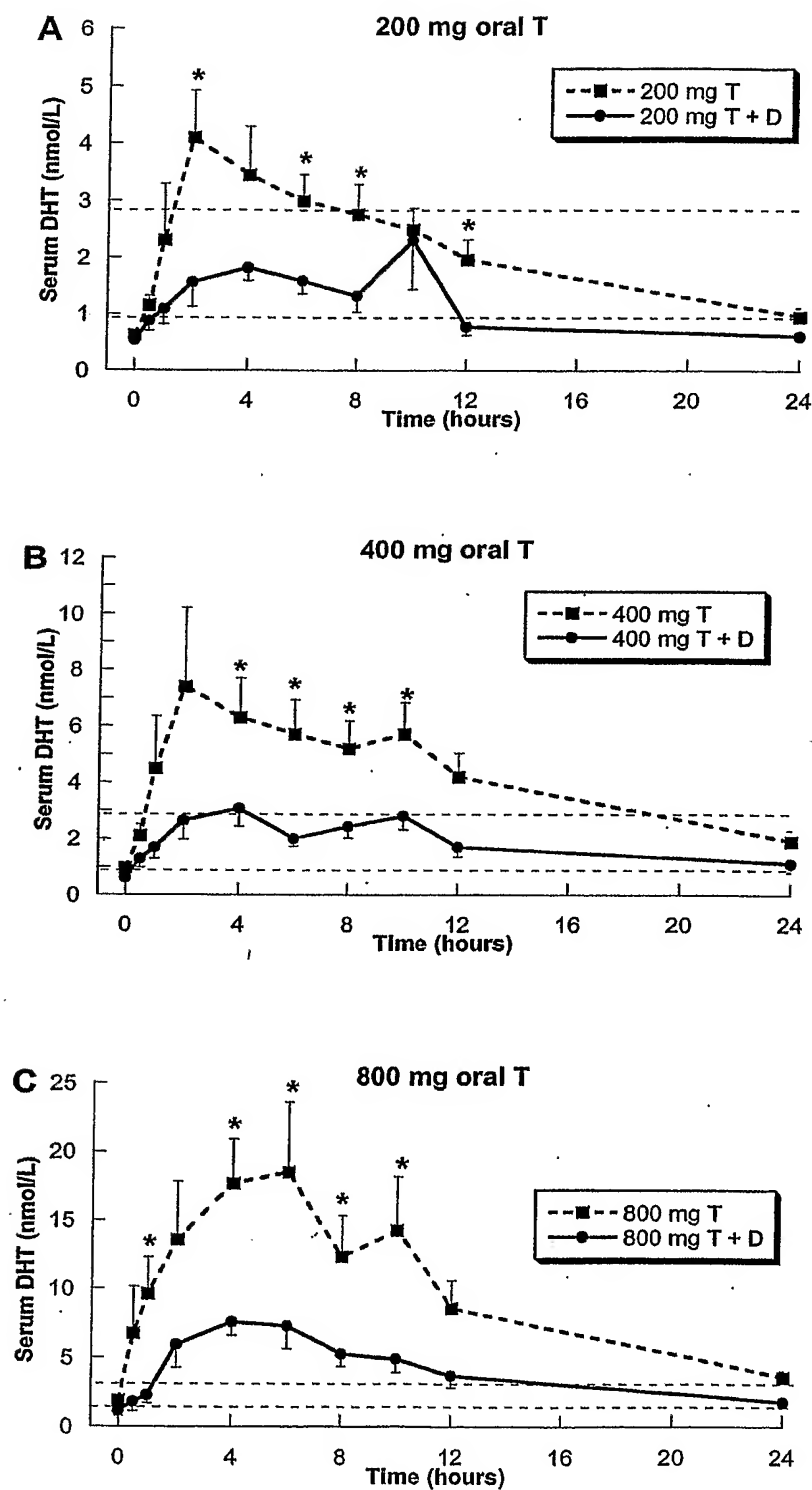 A
200 mg oral T
6
5
4
3
2
1
0
Serum DHT (nmol/L)
200 mg T
200 mg T + D
*
*
*
*
0 4 8 12 16 20 24
Time (hours)
B
400 mg oral T
12
10
8
6
4
2
0
Serum DHT (nmol/L)
400 mg T
400 mg T + D
*
*
*
*
0 4 8 12 16 20 24
Time (hours)
C
800 mg oral T
25
20
15
10
5
0
Serum DHT (nmol/L)
800 mg T
800 mg T + D
*
*
*
*
*
0 4 8 12 16 20 24
Time (hours)